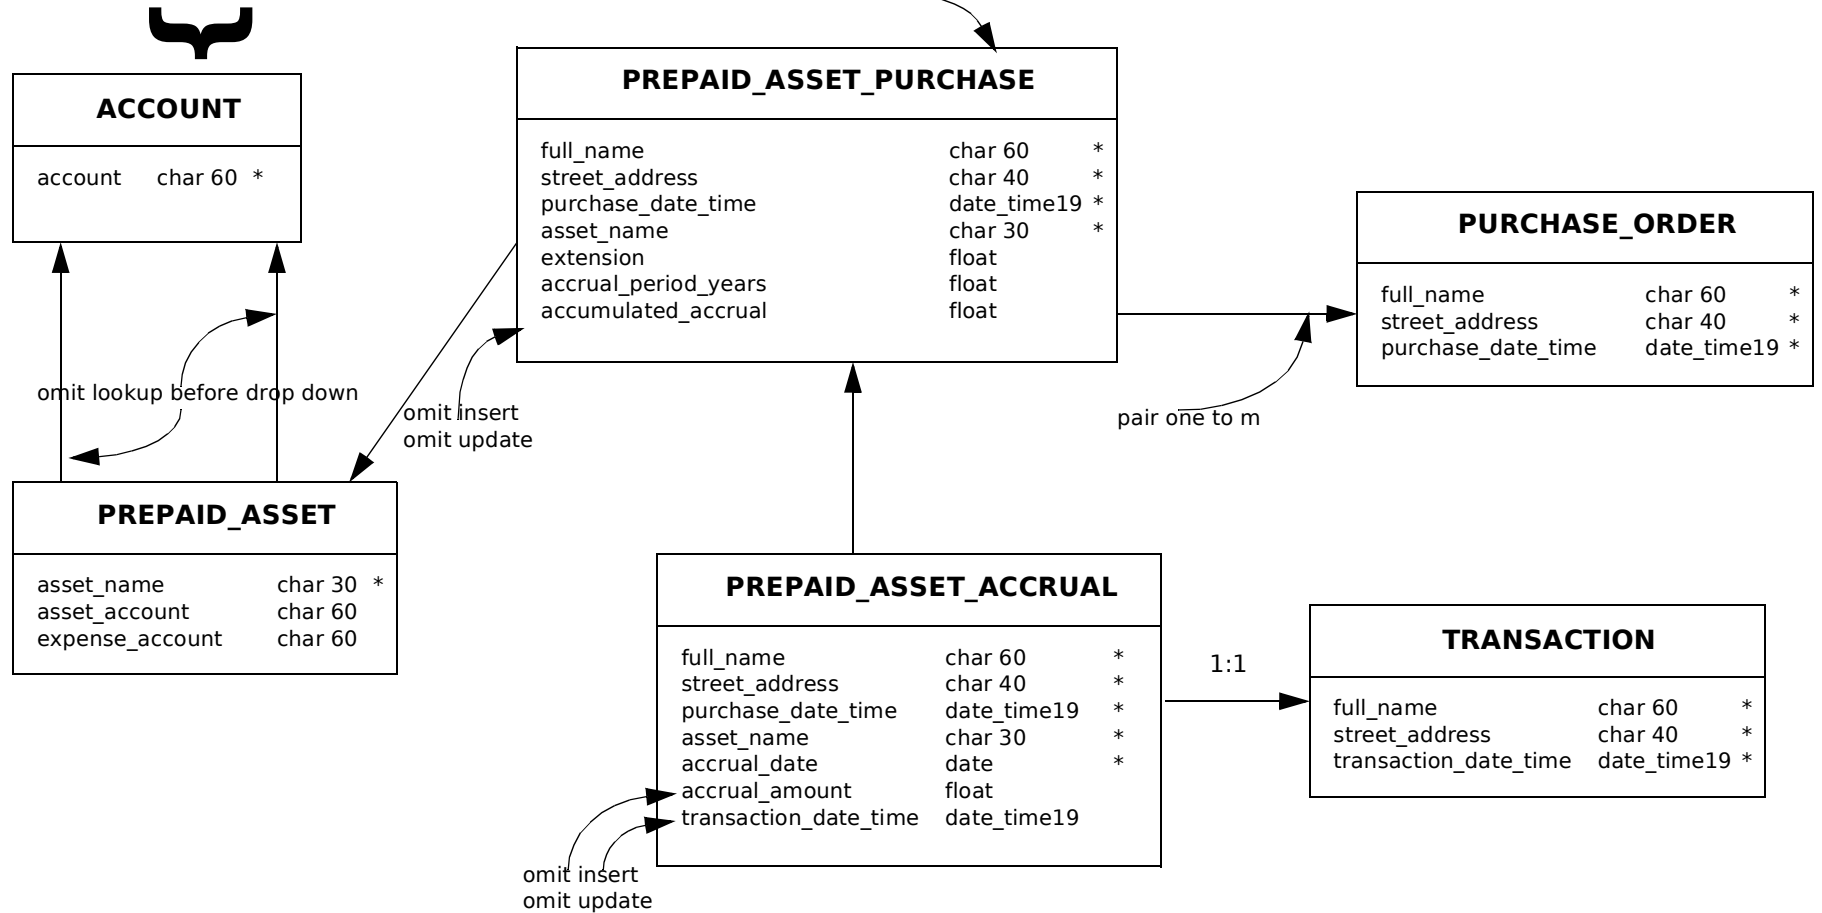 ACCOUNT
account char 60 *
PREPAID_ASSET_PURCHASE
full_name char 60 *
street_address char 40 *
purchase_date_time date_time19 *
asset_name char 30 *
extension float
accrual_period_years float
accumulated_accrual float
PURCHASE_ORDER
full_name char 60 *
street_address char 40 *
purchase_date_time date_time19 *
omit lookup before drop down
omit insert
omit update
pair one to m
PREPAID_ASSET
asset_name char 30 *
asset_account char 60
expense_account char 60
PREPAID_ASSET_ACCRUAL
full_name char 60 *
street_address char 40 *
purchase_date_time date_time19 *
asset_name char 30 *
accrual_date date *
accrual_amount float
transaction_date_time date_time19
omit insert
omit update
1:1
TRANSACTION
full_name char 60 *
street_address char 40 *
transaction_date_time date_time19 *